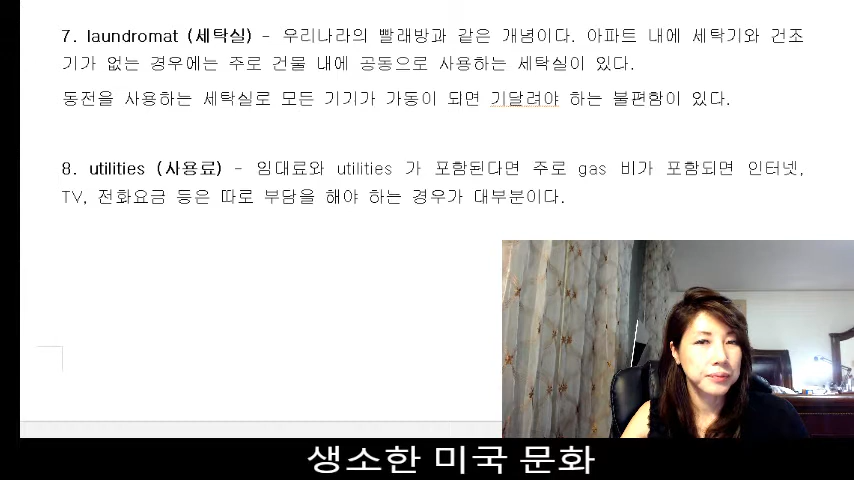 7. laundromat (세탁실) - 우리나라의 빨래방과 같은 개념이다. 아파트 내에 세탁기와 건조
기가 없는 경우에는 주로 건물 내에 공동으로 사용하는 세탁실이 있다.
동전을 사용하는 세탁실로 모든 기기가 가동이 되면 기달려야 하는 불편함이 있다.
8. utilities (사용료) - 임대료와 utilities 가 포함된다면 주로 gas 비가 포함되면 인터넷,
TV, 전화요금 등은 따로 부담을 해야 하는 경우가 대부분이다.
생소한 미국 문화